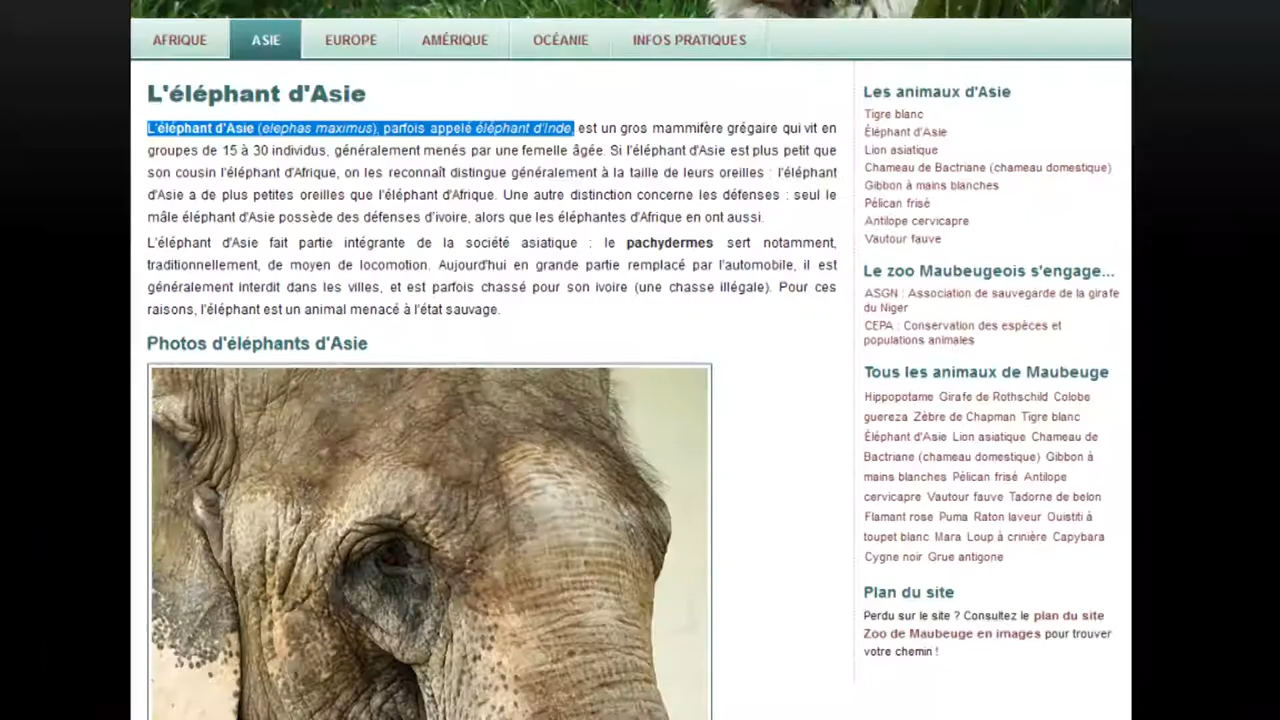 AFRIQUE ASIE EUROPE AMÉRIQUE OCÉANIE INFOS PRATIQUES
L'éléphant d'Asie
L'éléphant d'Asie (elephas maximus), parfois appelé éléphant d'Inde, est un gros mammifère grégaire qui vit en
groupes de 15 à 30 individus, généralement menés par une femelle âgée. Si l'éléphant d'Asie est plus petit que
son cousin l'éléphant d'Afrique, on les reconnaît distingue généralement à la taille de leurs oreilles : l'éléphant
d'Asie a de plus petites oreilles que l'éléphant d'Afrique. Une autre distinction concerne les défenses : seul le
mâle éléphant d'Asie possède des défenses d'ivoire, alors que les éléphantes d'Afrique en ont aussi.
L'éléphant d'Asie fait partie intégrante de la société asiatique : le pachydermes sert notamment,
traditionnellement, de moyen de locomotion. Aujourd'hui en grande partie remplacé par l'automobile, il est
généralement interdit dans les villes, et est parfois chassé pour son ivoire (une chasse illégale). Pour ces
raisons, l'éléphant est un animal menacé à l'état sauvage.
Photos d'éléphants d'Asie
Les animaux d'Asie
Tigre blanc
Éléphant d'Asie
Lion asiatique
Chameau de Bactriane (chameau domestique)
Gibbon à mains blanches
Pélican frisé
Antilope cervicapre
Vautour fauve
Le zoo Maubeugeois s'engage...
ASGN : Association de sauvegarde de la girafe
du Niger
CEPA : Conservation des espèces et
populations animales
Tous les animaux de Maubeuge
Hippopotame Girafe de Rothschild Colobe
guereza Zèbre de Chapman Tigre blanc
Éléphant d'Asie Lion asiatique Chameau de
Bactriane (chameau domestique) Gibbon à
mains blanches Pélican frisé Antilope
cervicapre Vautour fauve Tadorne de belon
Flamant rose Puma Raton laveur Ouistiti à
toupet blanc Mara Loup à crinière Capybara
Cygne noir Grue antigone
Plan du site
Perdu sur le site ? Consultez le plan du site
Zoo de Maubeuge en images pour trouver
votre chemin !